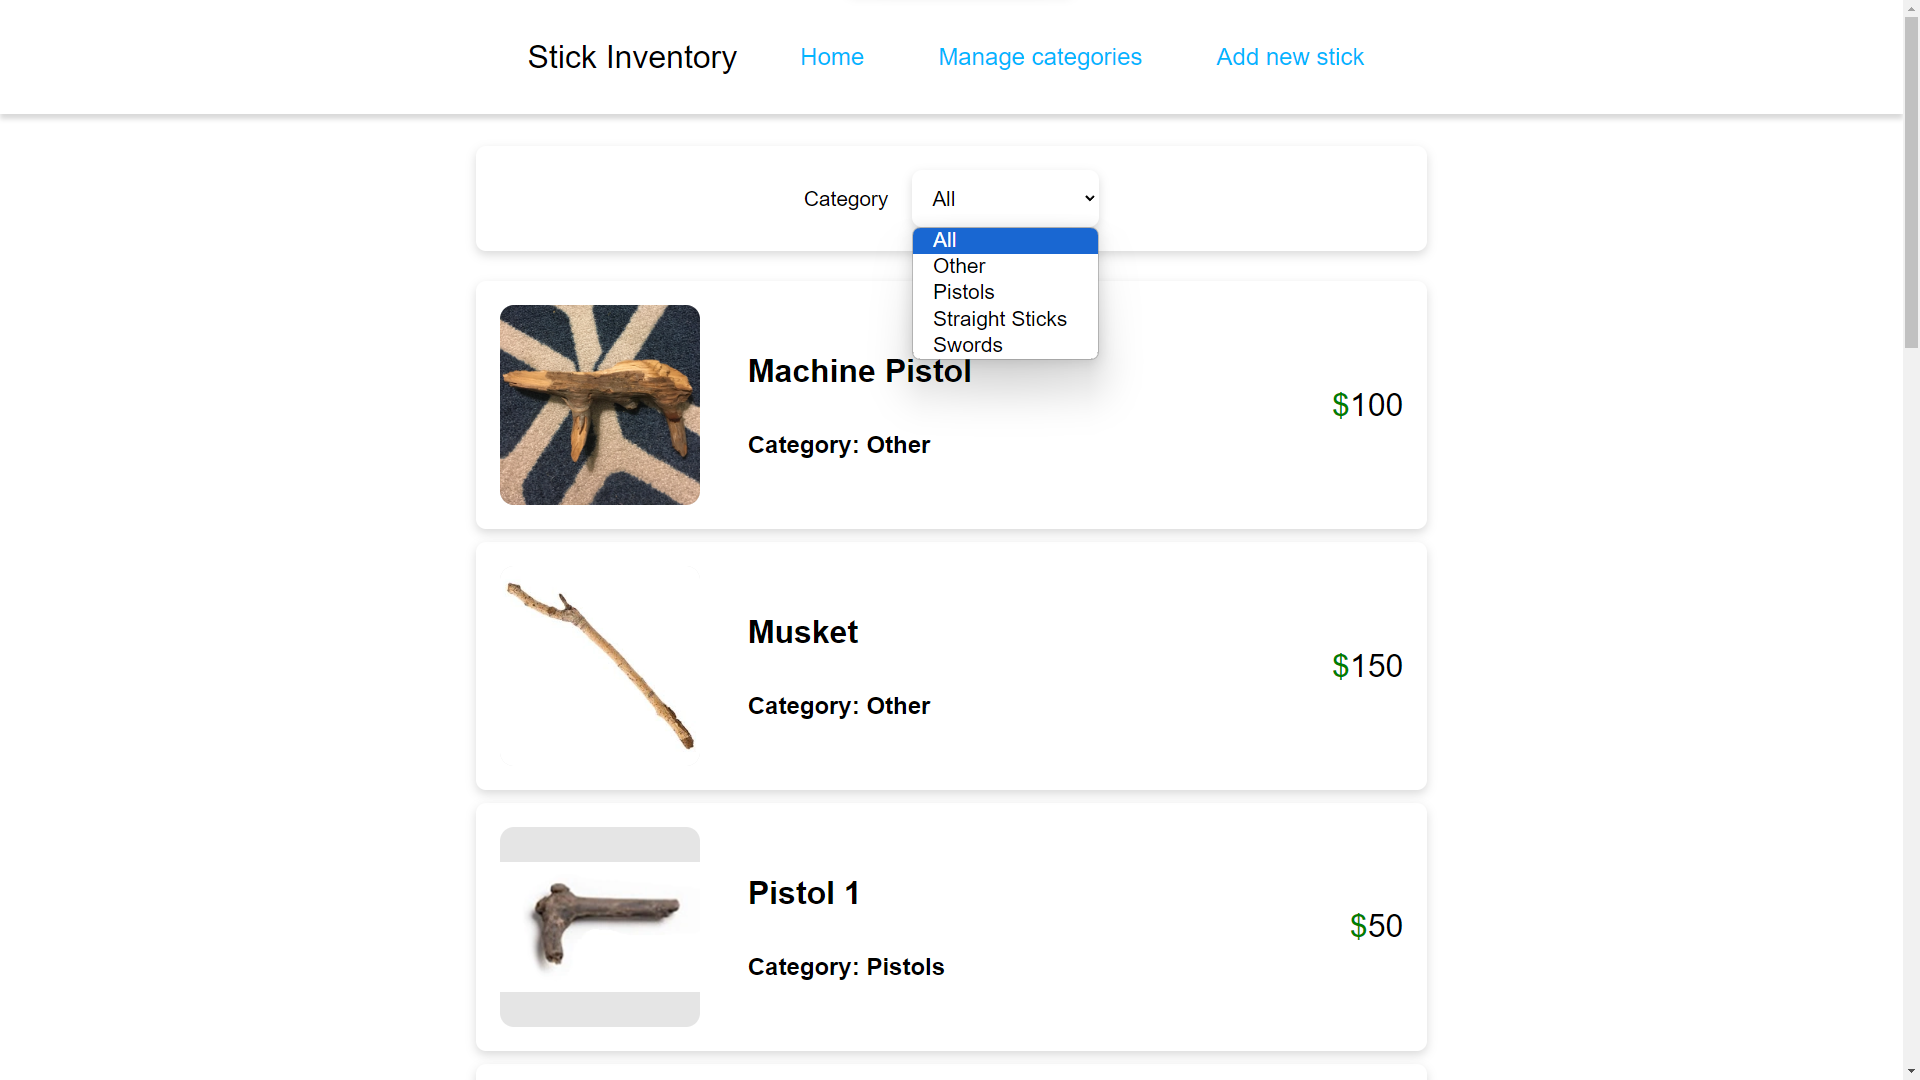 Stick Inventory Home Manage categories Add new stick
Category All
All
Other
Pistols
Straight Sticks
Swords
Machine Pistol
Category: Other
$100
Musket
Category: Other
$150
Pistol 1
Category: Pistols
$50